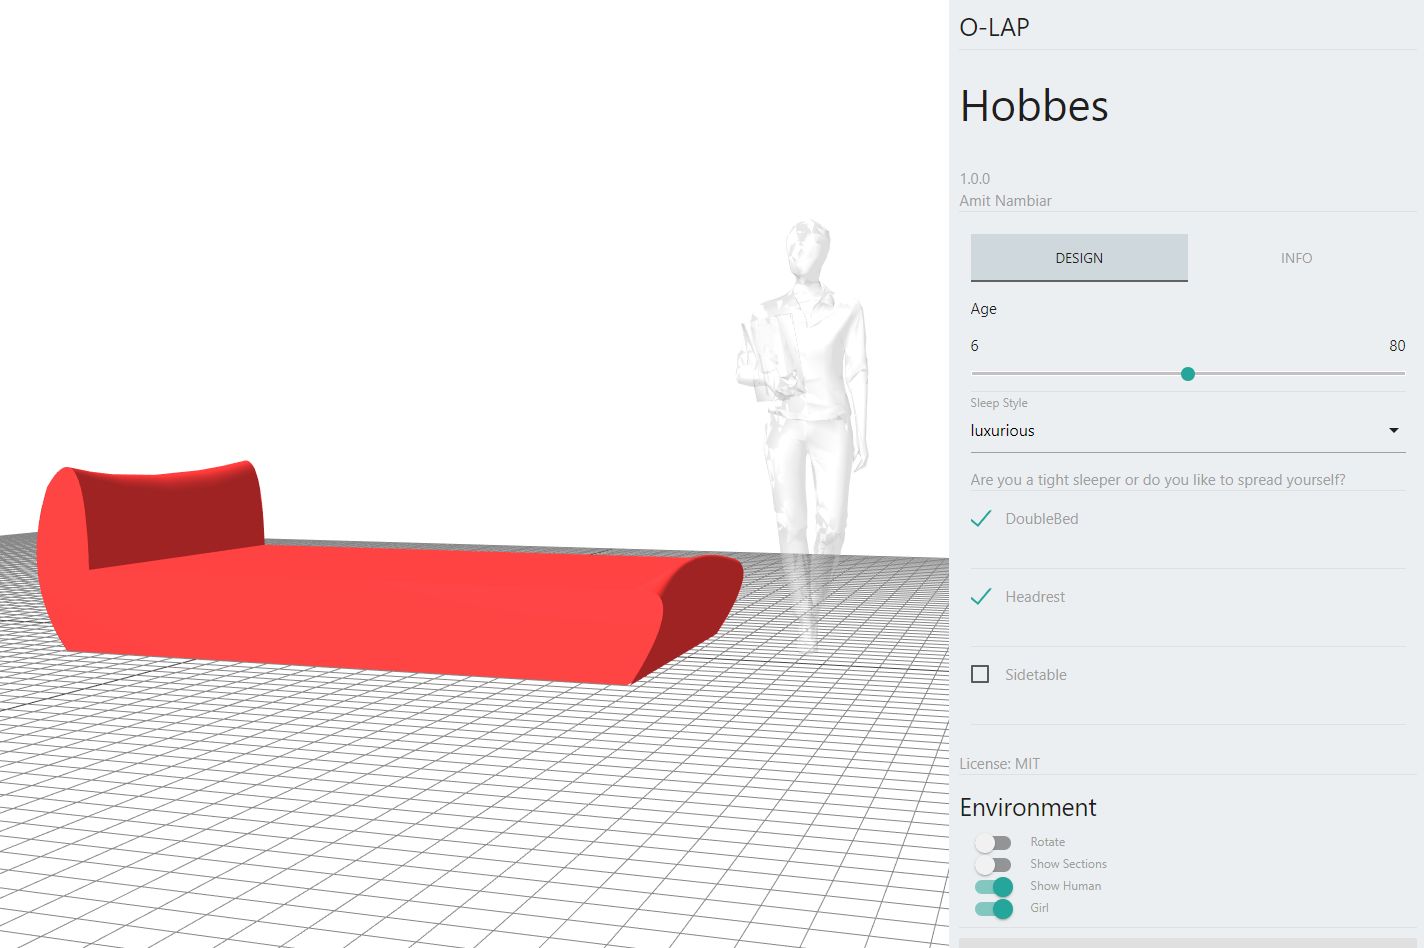 O-LAP
Hobbes
1.0.0
Amit Nambiar
DESIGN INFO
Age
6 80
Sleep Style
luxurious
Are you a tight sleeper or do you like to spread yourself?
DoubleBed
Headrest
Sidetable
License: MIT
Environment
Rotate
Show Sections
Show Human
Girl